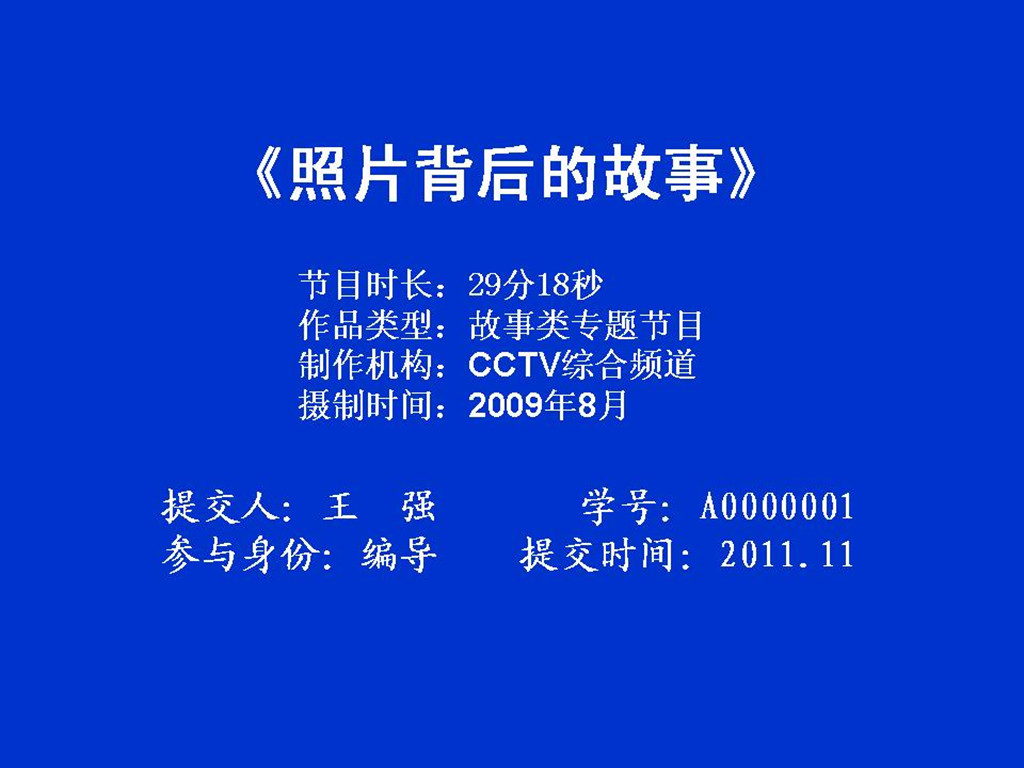 《照片背后的故事》
节目时长：29分18秒
作品类型：故事类专题节目
制作机构：CCTV综合频道
摄制时间：2009年8月
提交人：王　强　　　　学号：A0000001
参与身份：编导　　提交时间：2011.11